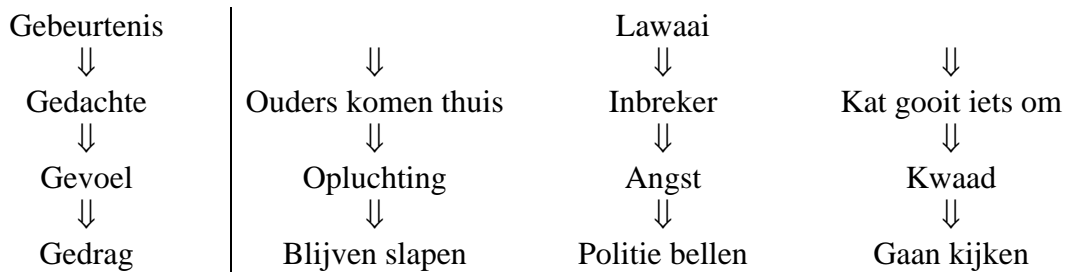 Gebeurtenis Lawaai
⇓ ⇓ ⇓ ⇓
Gedachte Ouders komen thuis Inbreker Kat gooit iets om
⇓ ⇓ ⇓ ⇓
Gevoel Opluchting Angst Kwaad
⇓ ⇓ ⇓ ⇓
Gedrag Blijven slapen Politie bellen Gaan kijken